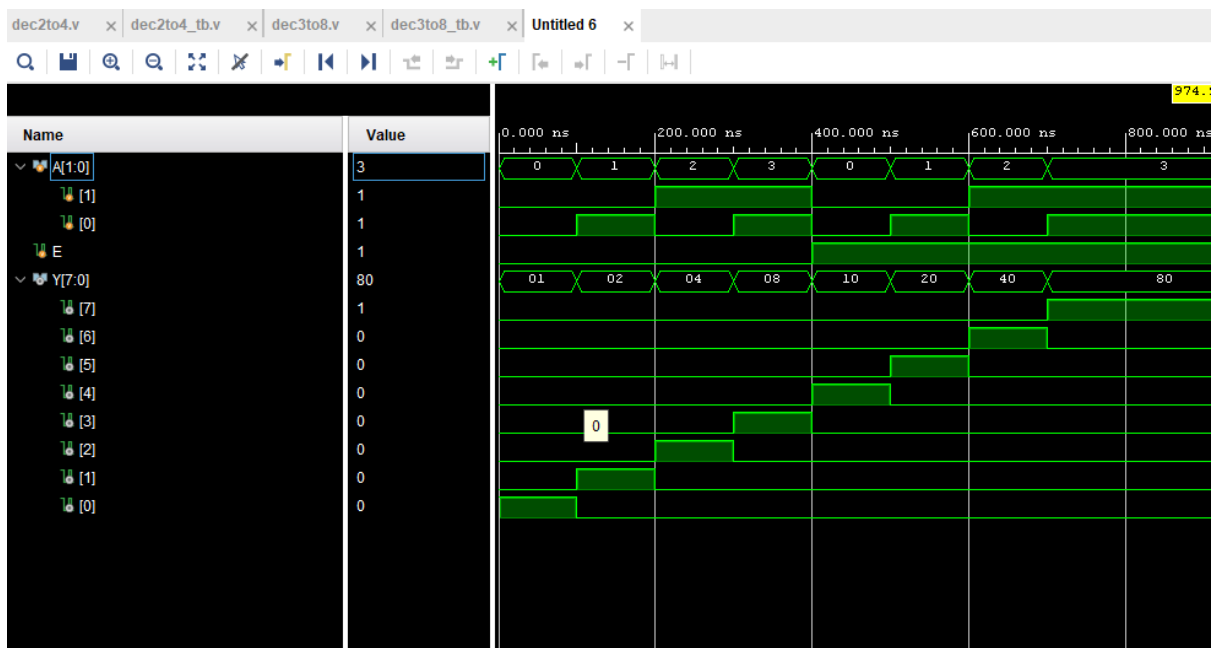 dec2to4.v × dec2to4_tb.v × dec3to8.v × dec3to8_tb.v × Untitled 6 ×
974.
Name Value 0.000 ns 200.000 ns 400.000 ns 600.000 ns 800.000 ns
A[1:0] 3 0 1 2 3 0 1 2 3
[1] 1
[0] 1
E 1
Y[7:0] 80 01 02 04 08 10 20 40 80
[7] 1
[6] 0
[5] 0
[4] 0
[3] 0 0
[2] 0
[1] 0
[0] 0